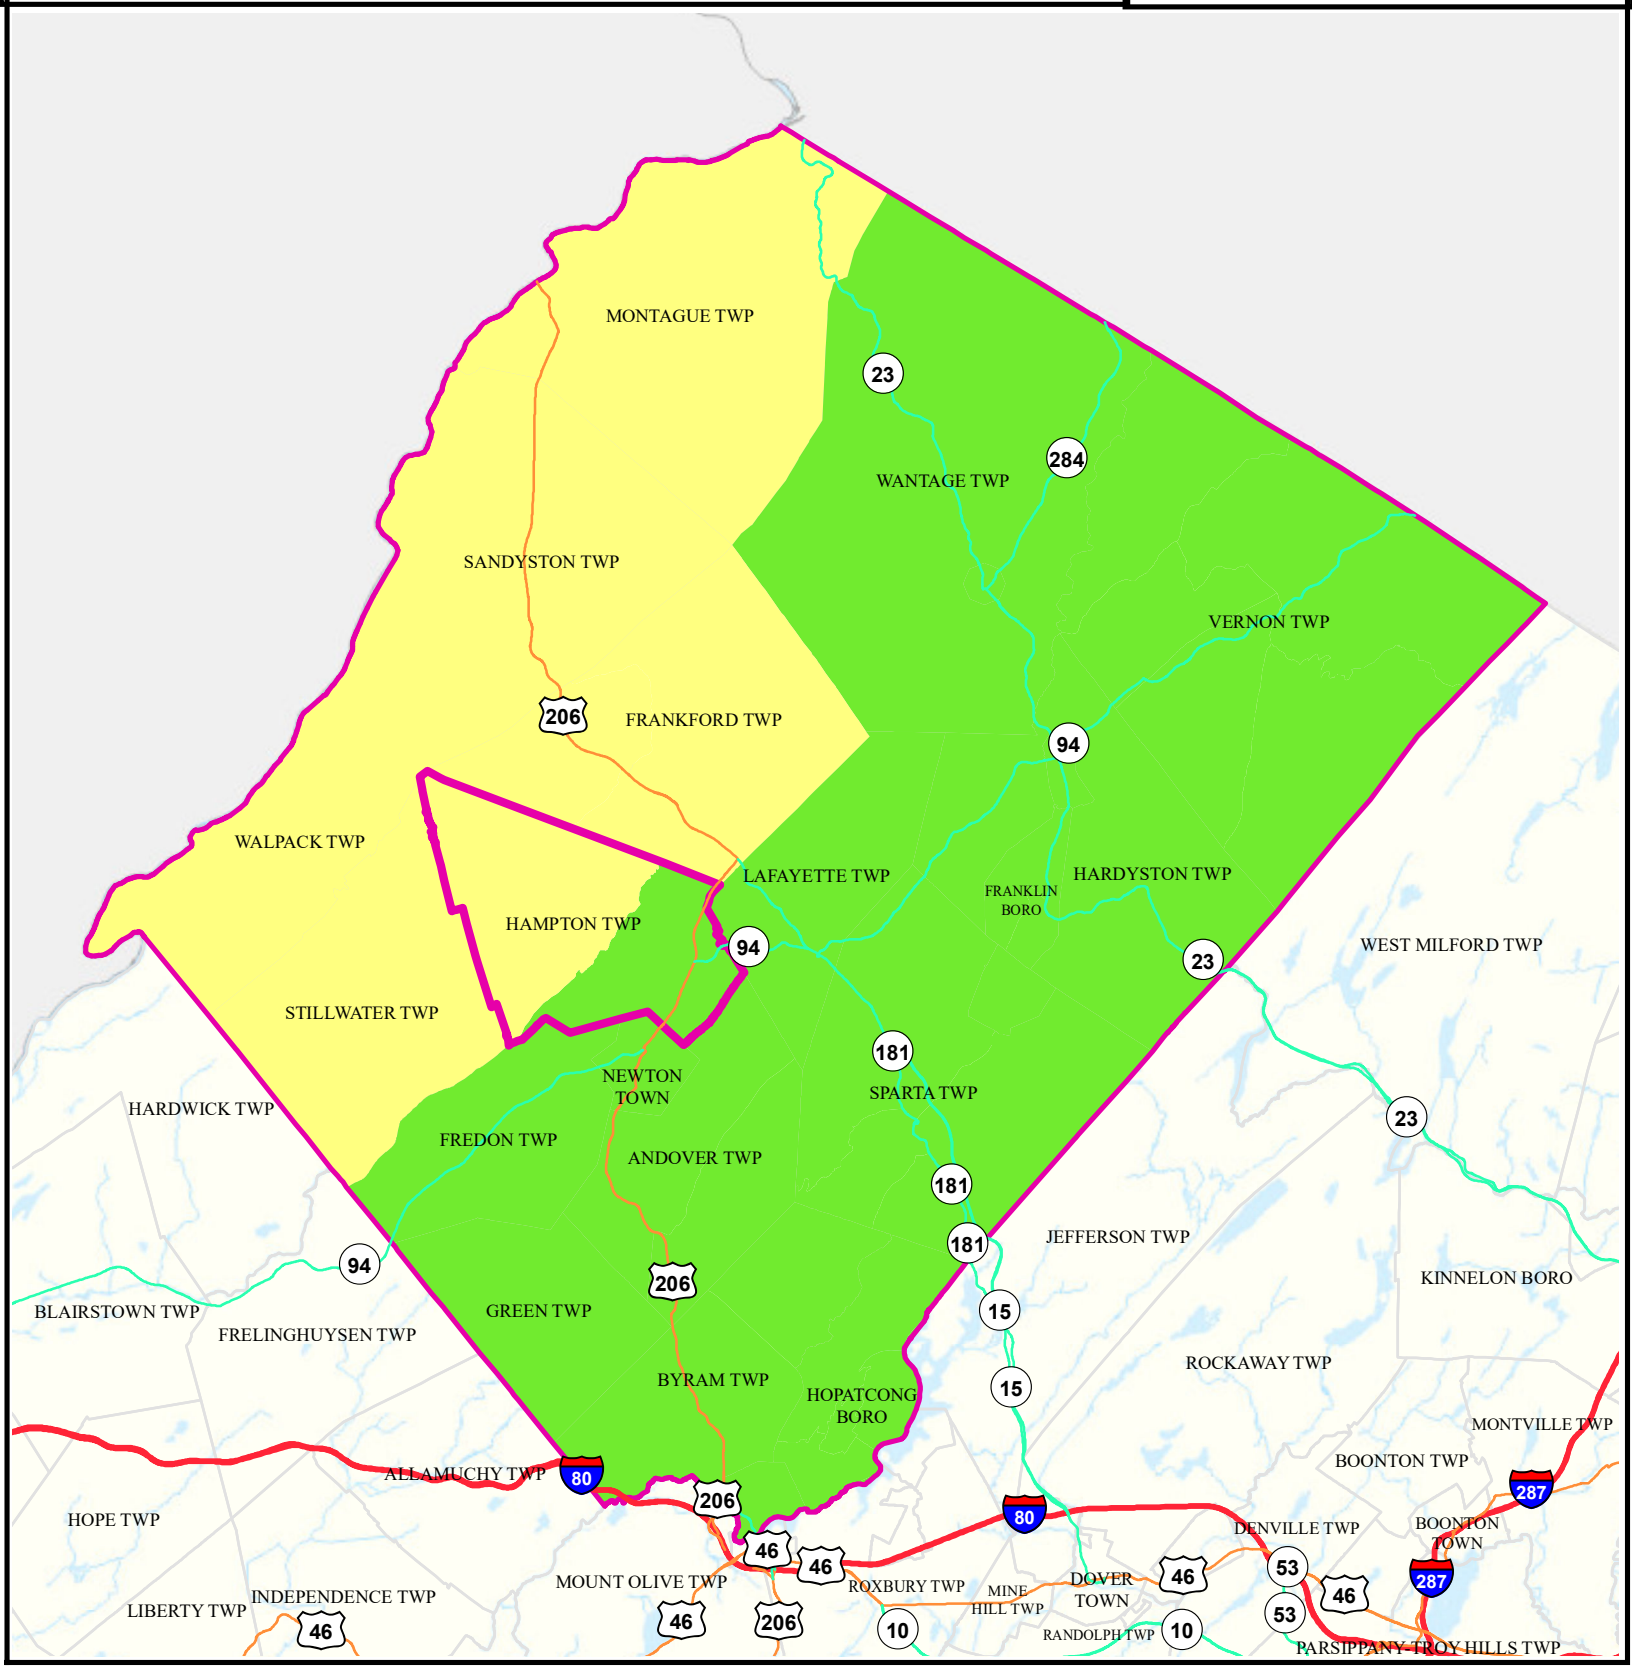 MONTAGUE TWP
23
284
WANTAGE TWP
SANDYSTON TWP
VERNON TWP
206
FRANKFORD TWP
94
WALPACK TWP
LAFAYETTE TWP
HARDYSTON TWP
FRANKLIN
BORO
HAMPTON TWP
94
23
WEST MILFORD TWP
STILLWATER TWP
181
NEWTON
TOWN
SPARTA TWP
HARDWICK TWP
23
FREDON TWP
ANDOVER TWP
181
181
JEFFERSON TWP
94
206
KINNELON BORO
BLAIRSTOWN TWP
GREEN TWP
15
FRELINGHUYSEN TWP
ROCKAWAY TWP
BYRAM TWP
15
HOPATCONG
BORO
MONTVILLE TWP
ALLAMUCHY TWP
80
BOONTON TWP
287
206
80
HOPE TWP
DENVILLE TWP
BOONTON
TOWN
46
46
53
MOUNT OLIVE TWP
ROXBURY TWP
MINE
HILL TWP
DOVER
TOWN
46
287
46
INDEPENDENCE TWP
LIBERTY TWP
46
46
206
10
RANDOLPH TWP
10
53
PARSIPPANY-TROY HILLS TWP